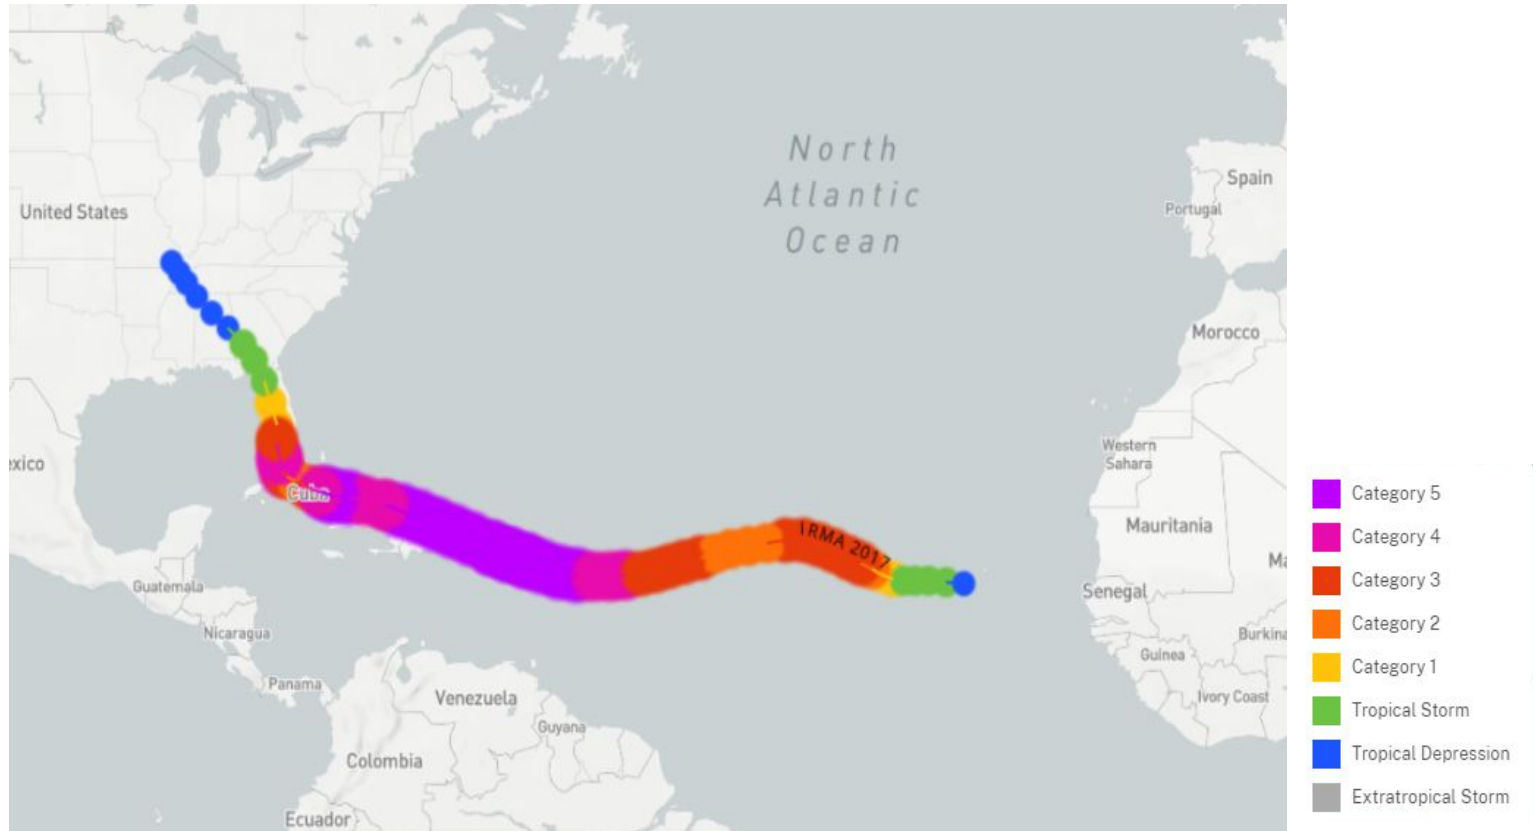 North
Atlantic
Ocean
Spain
Portugal
United States
Morocco
Western
Sahara
exico
Cuba
IRMA 2017
Mauritania
Ma
Guatemala
Senegal
Nicaragua
Burkina
Guinea
Panama
Venezuela
Ivory Coast
Guyana
Colombia
Ecuador
Category 5
Category 4
Category 3
Category 2
Category 1
Tropical Storm
Tropical Depression
Extratropical Storm